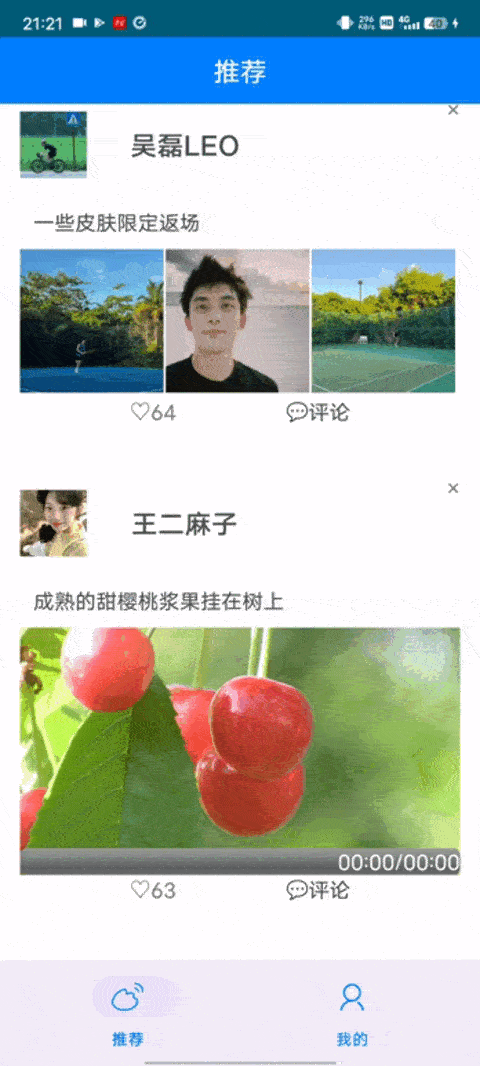 21:21 296 KB/s HD 4G 40
推荐
×
吴磊LEO
一些皮肤限定返场
♡64 💬评论
×
王二麻子
成熟的甜樱桃浆果挂在树上
00:00/00:00
♡63 💬评论
推荐 我的